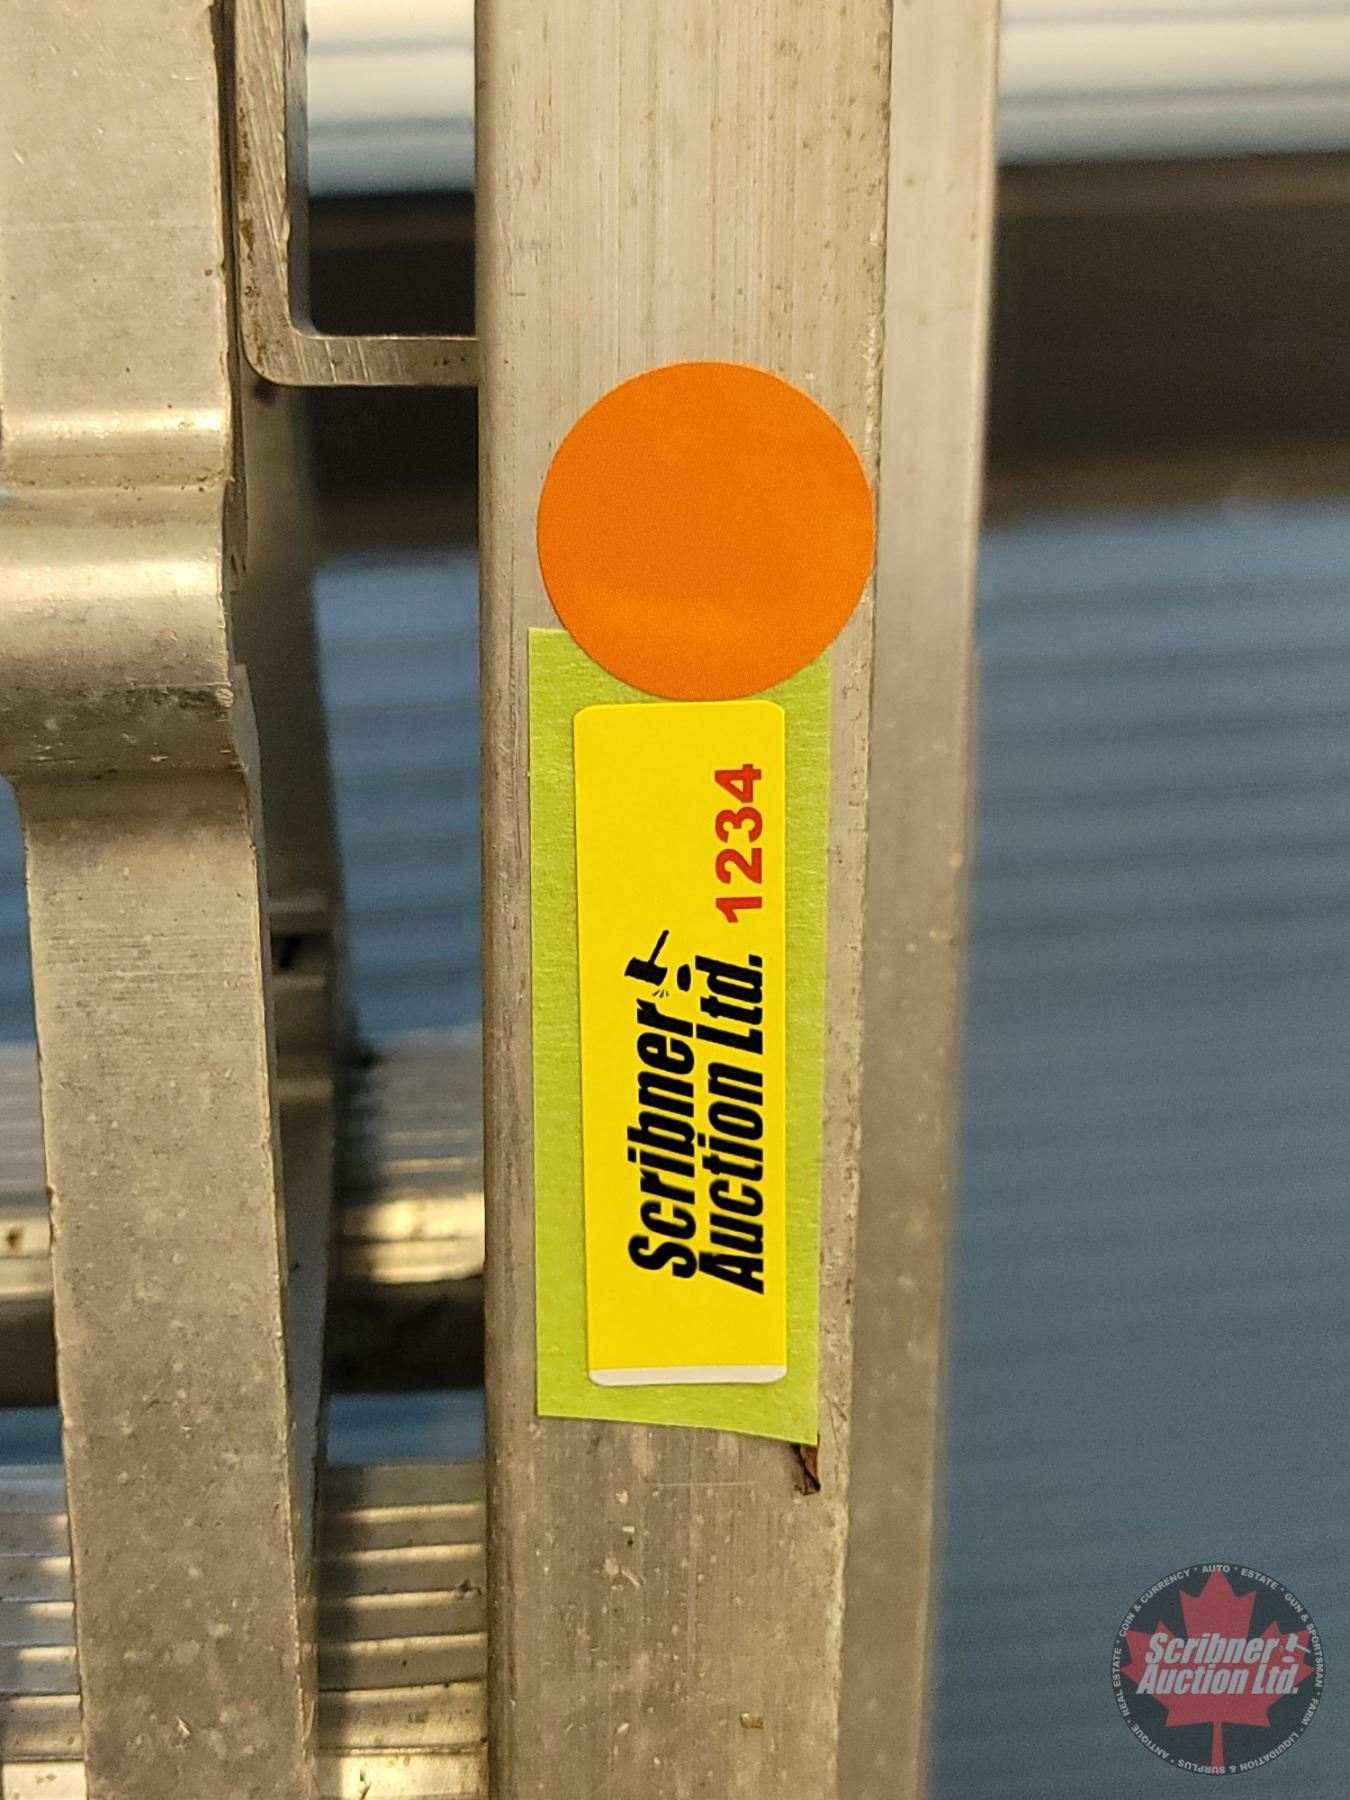 Scribner
Auction Ltd. 1234
COIN & CURRENCY · AUTO · ESTATE · GUN & SPORTSMAN · FARM · LIQUIDATION & SURPLUS · ANTIQUE · REAL ESTATE ·
Scribner
Auction Ltd.